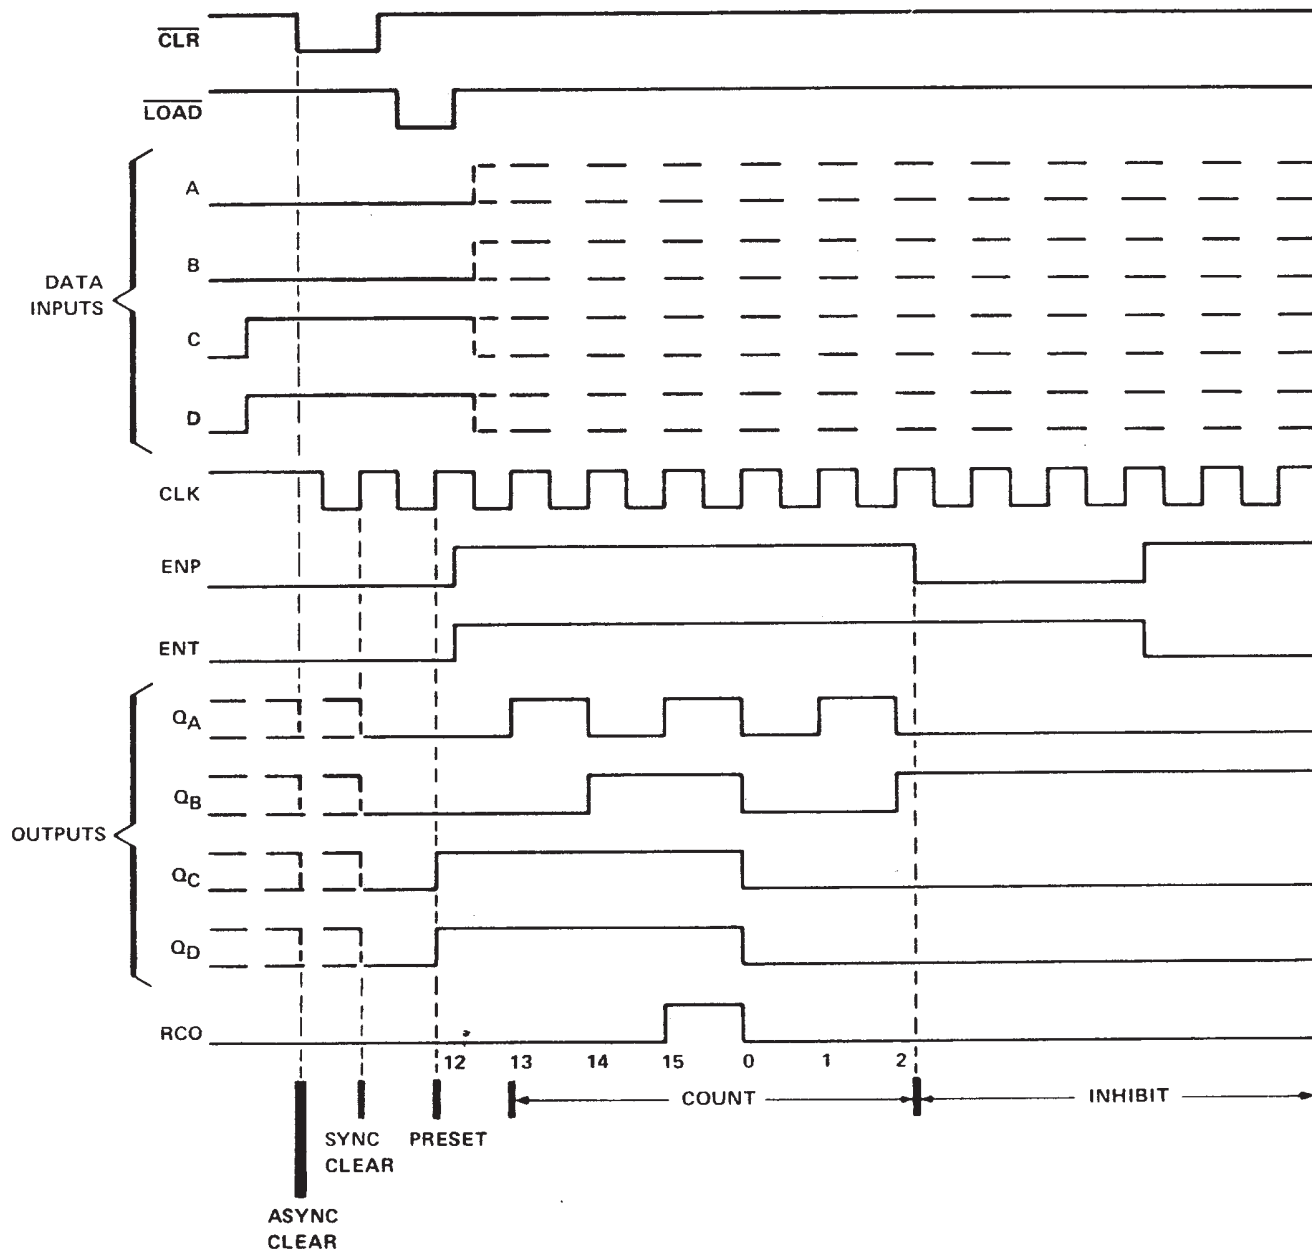 CLR
LOAD
A
B
DATA
INPUTS
C
D
CLK
ENP
ENT
QA
QB
OUTPUTS
QC
QD
RCO
12 13 14 15 0 1 2
COUNT INHIBIT
SYNC
CLEAR
PRESET
ASYNC
CLEAR